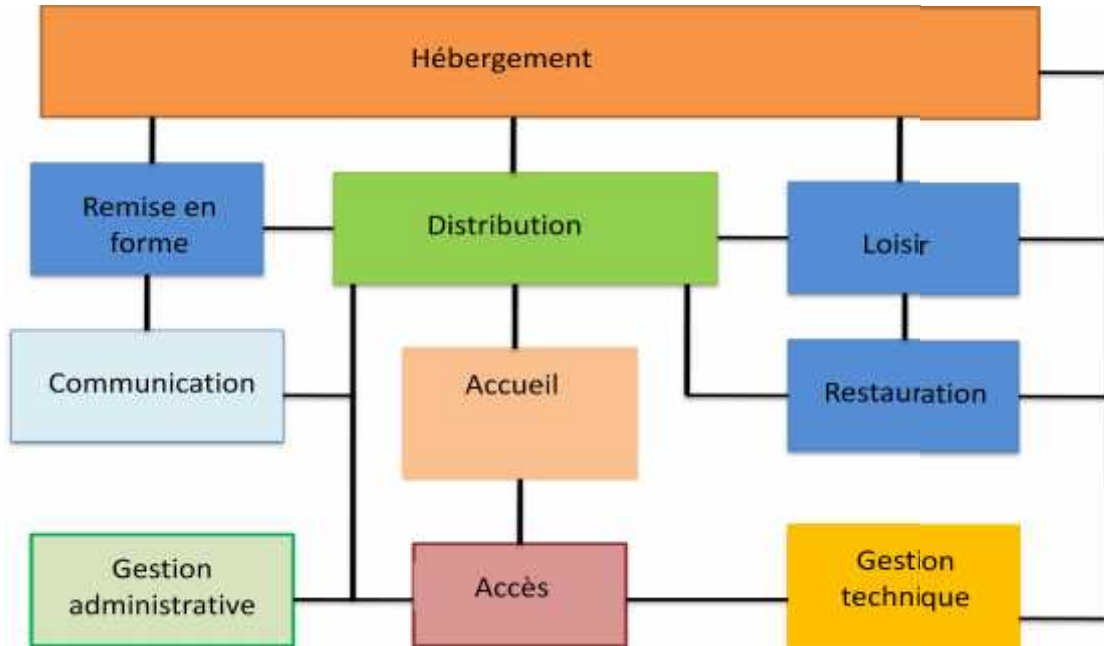 Hébergement
Remise en
forme
Distribution
Loisir
Communication
Accueil
Restauration
Gestion
administrative
Accès
Gestion
technique